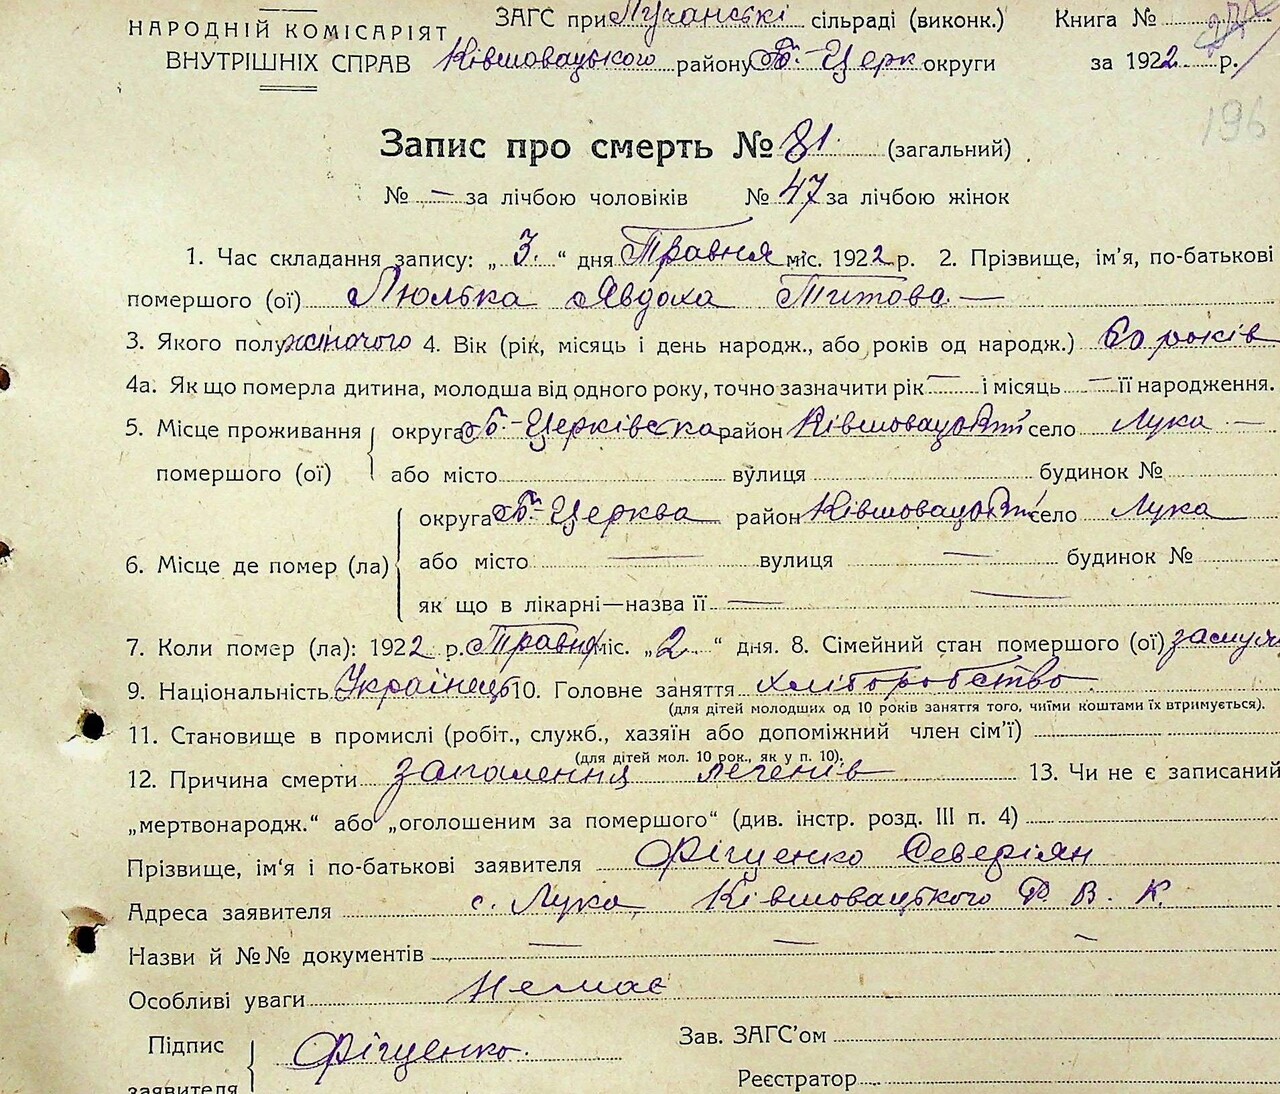 НАРОДНІЙ КОМІСАРІЯТ
ВНУТРІШНІХ СПРАВ
ЗАГС при Лучанські сільраді (виконк.) Книга №
Ківшовацького району Б.-Церк округи за 1922 р.
196
Запис про смерть № 81 (загальний)
№ — за лічбою чоловіків № 47 за лічбою жінок
1. Час складання запису: „3“ дня Травня міс. 1922 р. 2. Прізвище, ім'я, по-батькові
помершого (ої) Люлька Явдоха Титова —
3. Якого полу жіночого 4. Вік (рік, місяць і день народж., або років од народж.) 60 років
4а. Як що померла дитина, молодша від одного року, точно зазначити рік — і місяць — її народження.
5. Місце проживання помершого (ої) округа Б.-Церківска район Ківшовацький село Лука —
або місто вулиця будинок №
6. Місце де помер (ла) округа Б.-Церква район Ківшовацький село Лука
або місто — вулиця — будинок №
як що в лікарні—назва її — —
7. Коли помер (ла): 1922 р. Травня міс. „2“ дня. 8. Сімейний стан помершого (ої)
9. Національність Українець 10. Головне заняття хліборобство
(для дітей молодших од 10 років заняття того, чиїми коштами їх втримується).
11. Становище в промислі (робіт., служб., хазяїн або допоміжний член сім'ї)
(для дітей мол. 10 рок., як у п. 10).
12. Причина смерти запалення легенів 13. Чи не є записаний
„мертвонародж.“ або „оголошеним за помершого“ (див. інстр. розд. III п. 4)
Прізвище, ім'я і по-батькові заявителя Фігценко Северіян
Адреса заявителя с. Лука, Ківшовацького Р. В. К.
Назви й №№ документів — — —
Особливі уваги Немає
Підпис заявителя Фігценко. Зав. ЗАГС'ом
Реєстратор